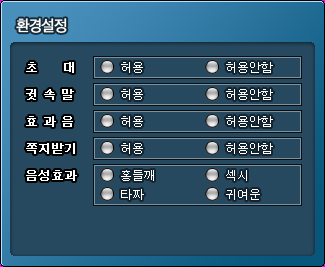 환경설정
초 대 허용 허용안함
귓 속 말 허용 허용안함
효 과 음 허용 허용안함
쪽지받기 허용 허용안함
음성효과 홍들깨 섹시
타짜 귀여운